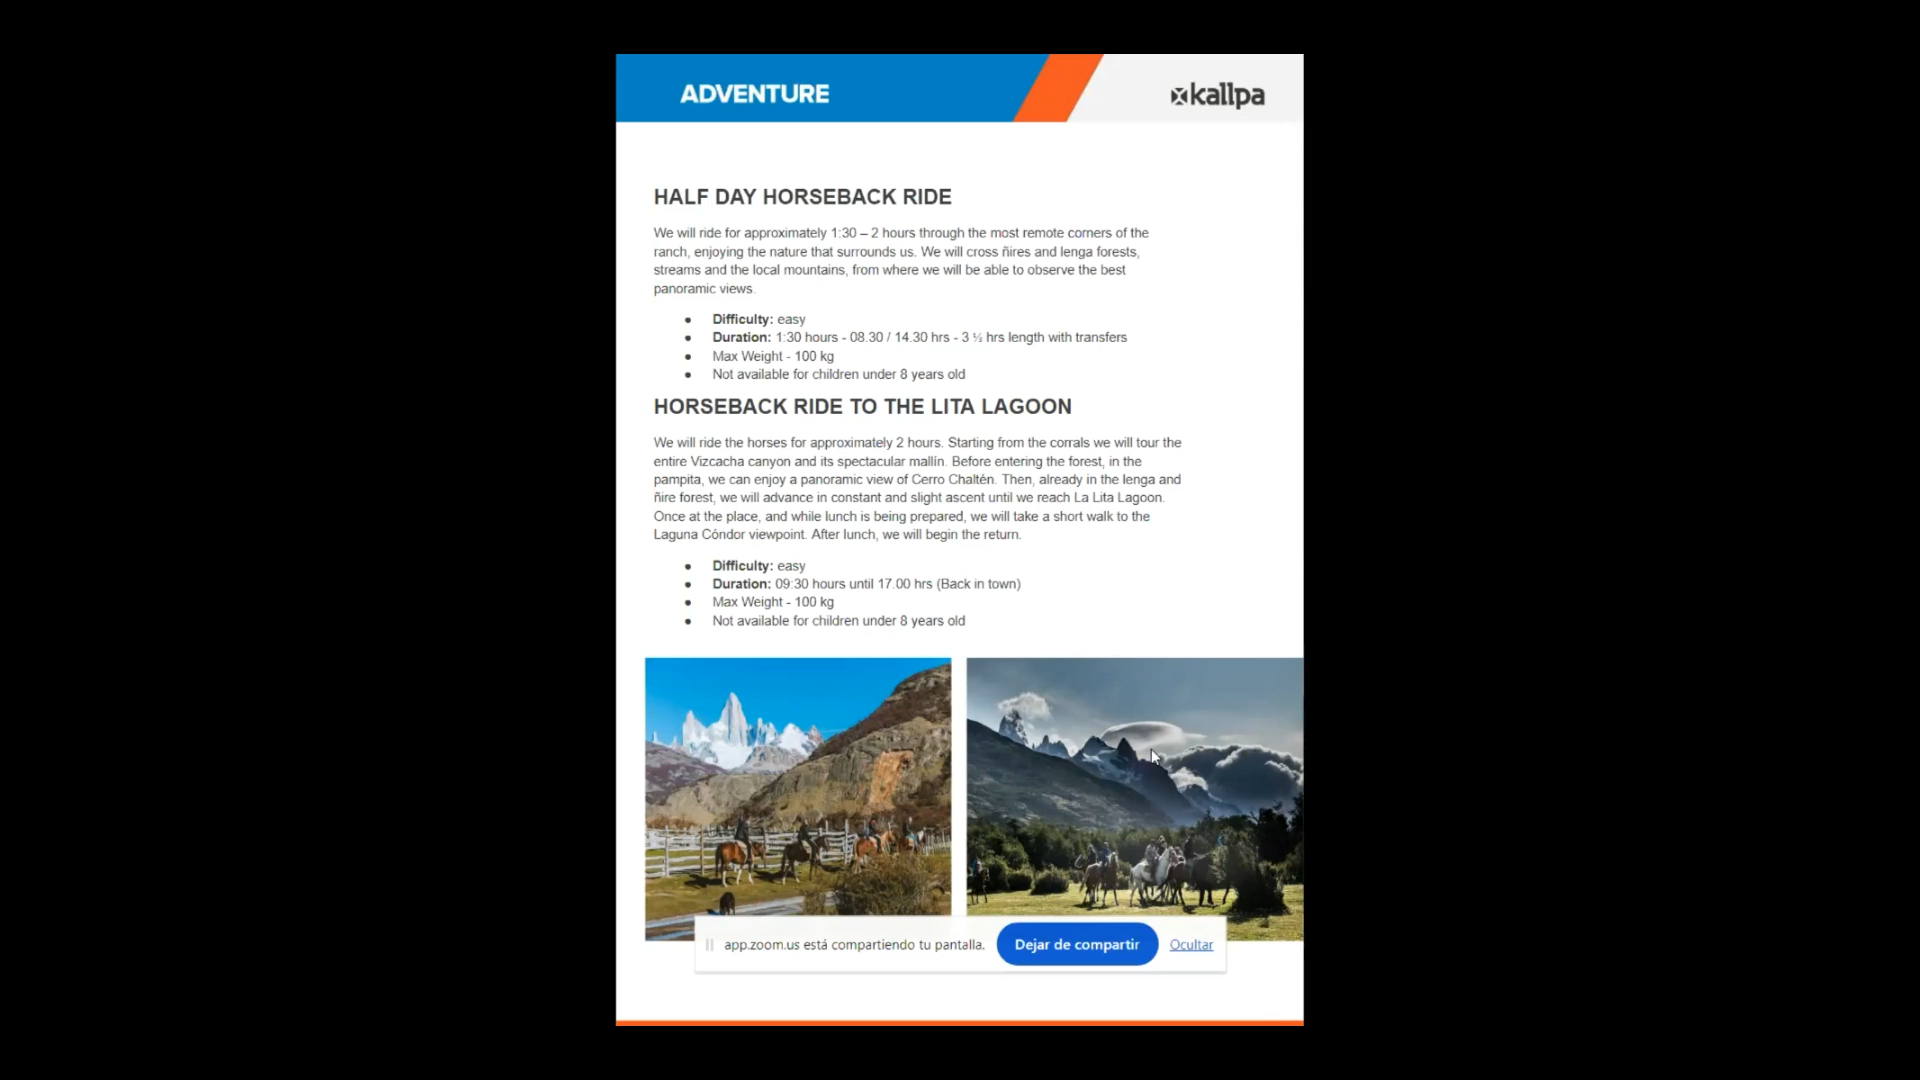 ADVENTURE
kallpa
HALF DAY HORSEBACK RIDE
We will ride for approximately 1:30 – 2 hours through the most remote corners of the
ranch, enjoying the nature that surrounds us. We will cross ñires and lenga forests,
streams and the local mountains, from where we will be able to observe the best
panoramic views.
● Difficulty: easy
● Duration: 1:30 hours - 08.30 / 14.30 hrs - 3 ½ hrs length with transfers
● Max Weight - 100 kg
● Not available for children under 8 years old
HORSEBACK RIDE TO THE LITA LAGOON
We will ride the horses for approximately 2 hours. Starting from the corrals we will tour the
entire Vizcacha canyon and its spectacular mallín. Before entering the forest, in the
pampita, we can enjoy a panoramic view of Cerro Chaltén. Then, already in the lenga and
ñire forest, we will advance in constant and slight ascent until we reach La Lita Lagoon.
Once at the place, and while lunch is being prepared, we will take a short walk to the
Laguna Cóndor viewpoint. After lunch, we will begin the return.
● Difficulty: easy
● Duration: 09:30 hours until 17.00 hrs (Back in town)
● Max Weight - 100 kg
● Not available for children under 8 years old
app.zoom.us está compartiendo tu pantalla. Dejar de compartir Ocultar